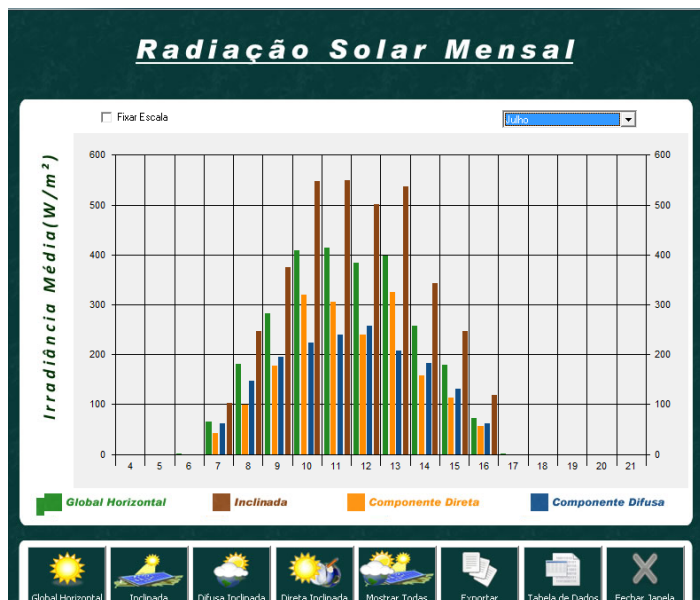 Radiação Solar Mensal
Fixar Escala
Julho
Irradiância Média(W/m²)
600 600
500 500
400 400
300 300
200 200
100 100
0 0
4 5 6 7 8 9 10 11 12 13 14 15 16 17 18 19 20 21
Global Horizontal Inclinada Componente Direta Componente Difusa
Global Horizontal Inclinada Difusa Inclinada Direta Inclinada Mostrar Todas Exportar Tabela de Dados Fechar Janela